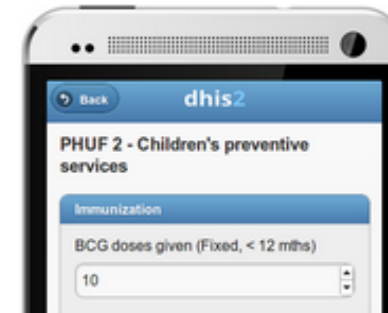 Back
dhis2
PHUF 2 - Children's preventive
services
Immunization
BCG doses given (Fixed, < 12 mths)
10